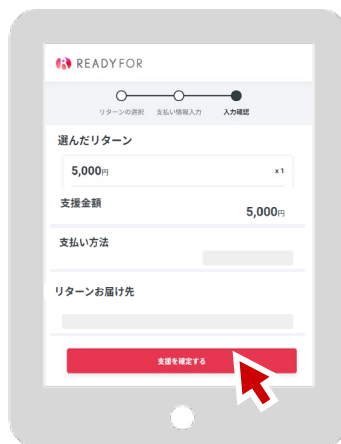 READYFOR
リターンの選択 支払い情報入力 入力確認
選んだリターン
5,000円 x 1
支援金額
5,000円
支払い方法
リターンお届け先
支援を確定する